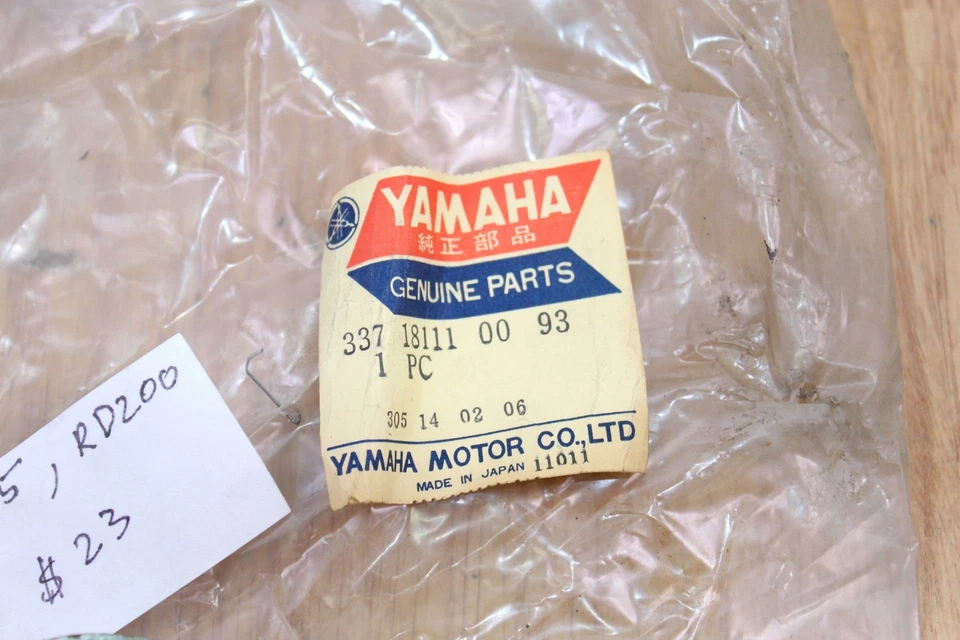 YAMAHA
純正部品
GENUINE PARTS
337 18111 00 93
1 PC
305 14 02 06
YAMAHA MOTOR CO.,LTD
MADE IN JAPAN 11011
5, RD200
$23